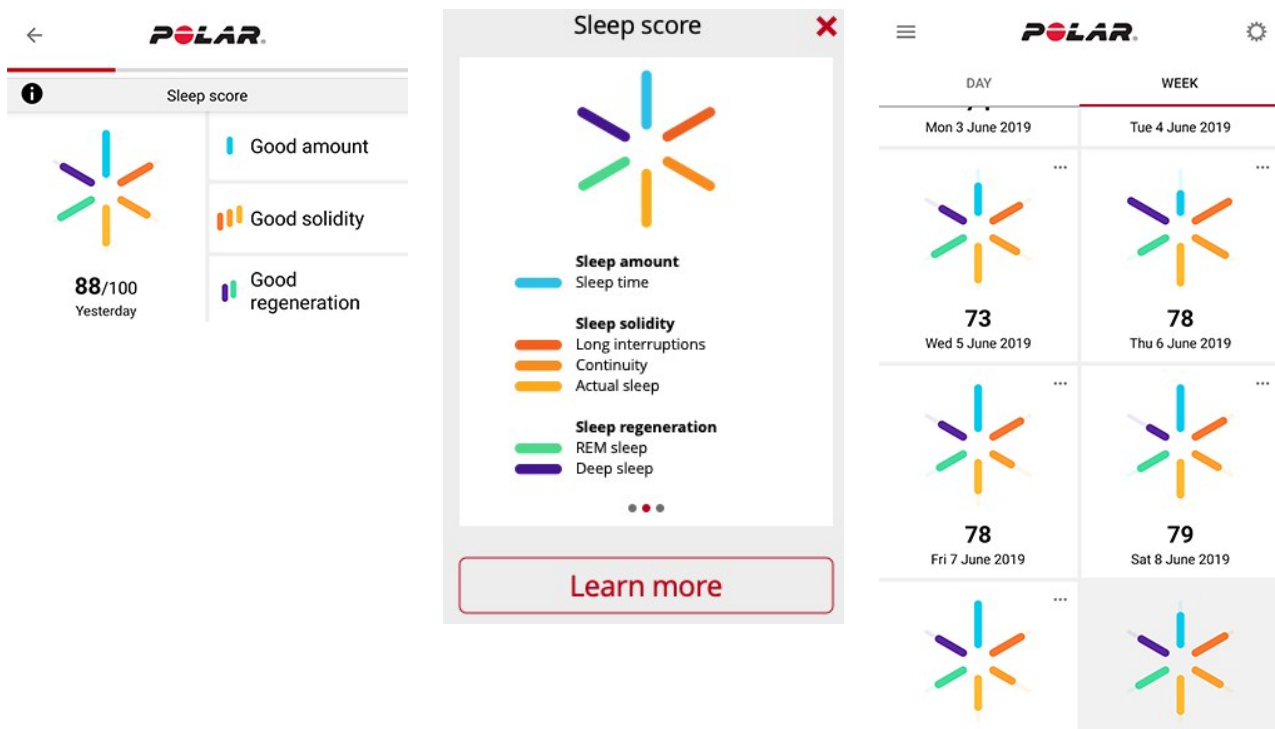 POLAR
Sleep score
Good amount
Good solidity
Good
regeneration
88/100
Yesterday
Sleep score
Sleep amount
Sleep time
Sleep solidity
Long interruptions
Continuity
Actual sleep
Sleep regeneration
REM sleep
Deep sleep
Learn more
POLAR
DAY
WEEK
Mon 3 June 2019
Tue 4 June 2019
73
Wed 5 June 2019
78
Thu 6 June 2019
78
Fri 7 June 2019
79
Sat 8 June 2019